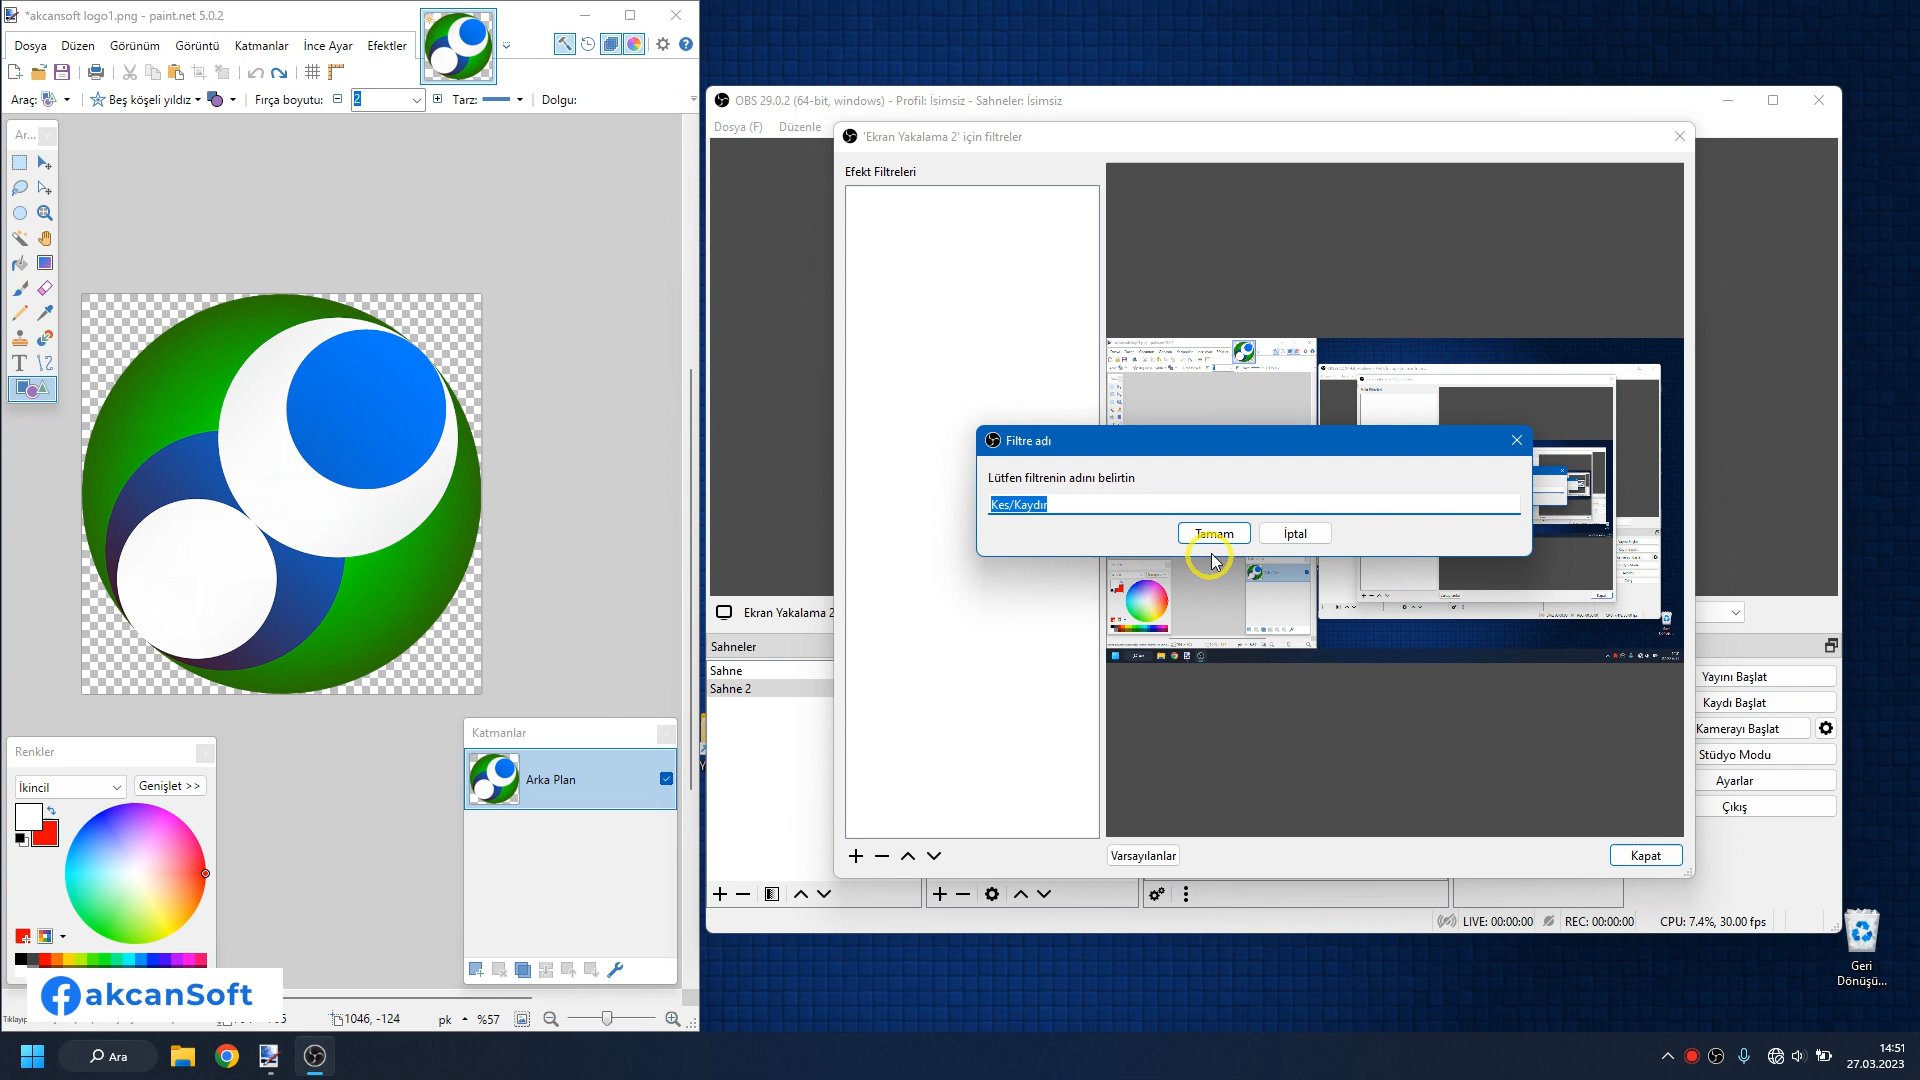 *akcansoft logo1.png - paint.net 5.0.2
Dosya Düzen Görünüm Görüntü Katmanlar İnce Ayar Efektler
Araç: Beş köşeli yıldız Fırça boyutu: 2 Tarz: Dolgu:
Ar...
Renkler
İkincil Genişlet >>
Katmanlar
Arka Plan
akcanSoft
1046, -124 pk %57
OBS 29.0.2 (64-bit, windows) - Profil: İsimsiz - Sahneler: İsimsiz
Dosya (F) Düzenle
'Ekran Yakalama 2' için filtreler
Efekt Filtreleri
Filtre adı
Lütfen filtrenin adını belirtin
Kes/Kaydır
Tamam İptal
Ekran Yakalama 2
Sahneler
Sahne
Sahne 2
Yayını Başlat
Kaydı Başlat
Kamerayı Başlat
Stüdyo Modu
Ayarlar
Çıkış
Varsayılanlar Kapat
LIVE: 00:00:00 REC: 00:00:00 CPU: 7.4%, 30.00 fps
Geri
Dönüşü...
Ara
14:51
27.03.2023